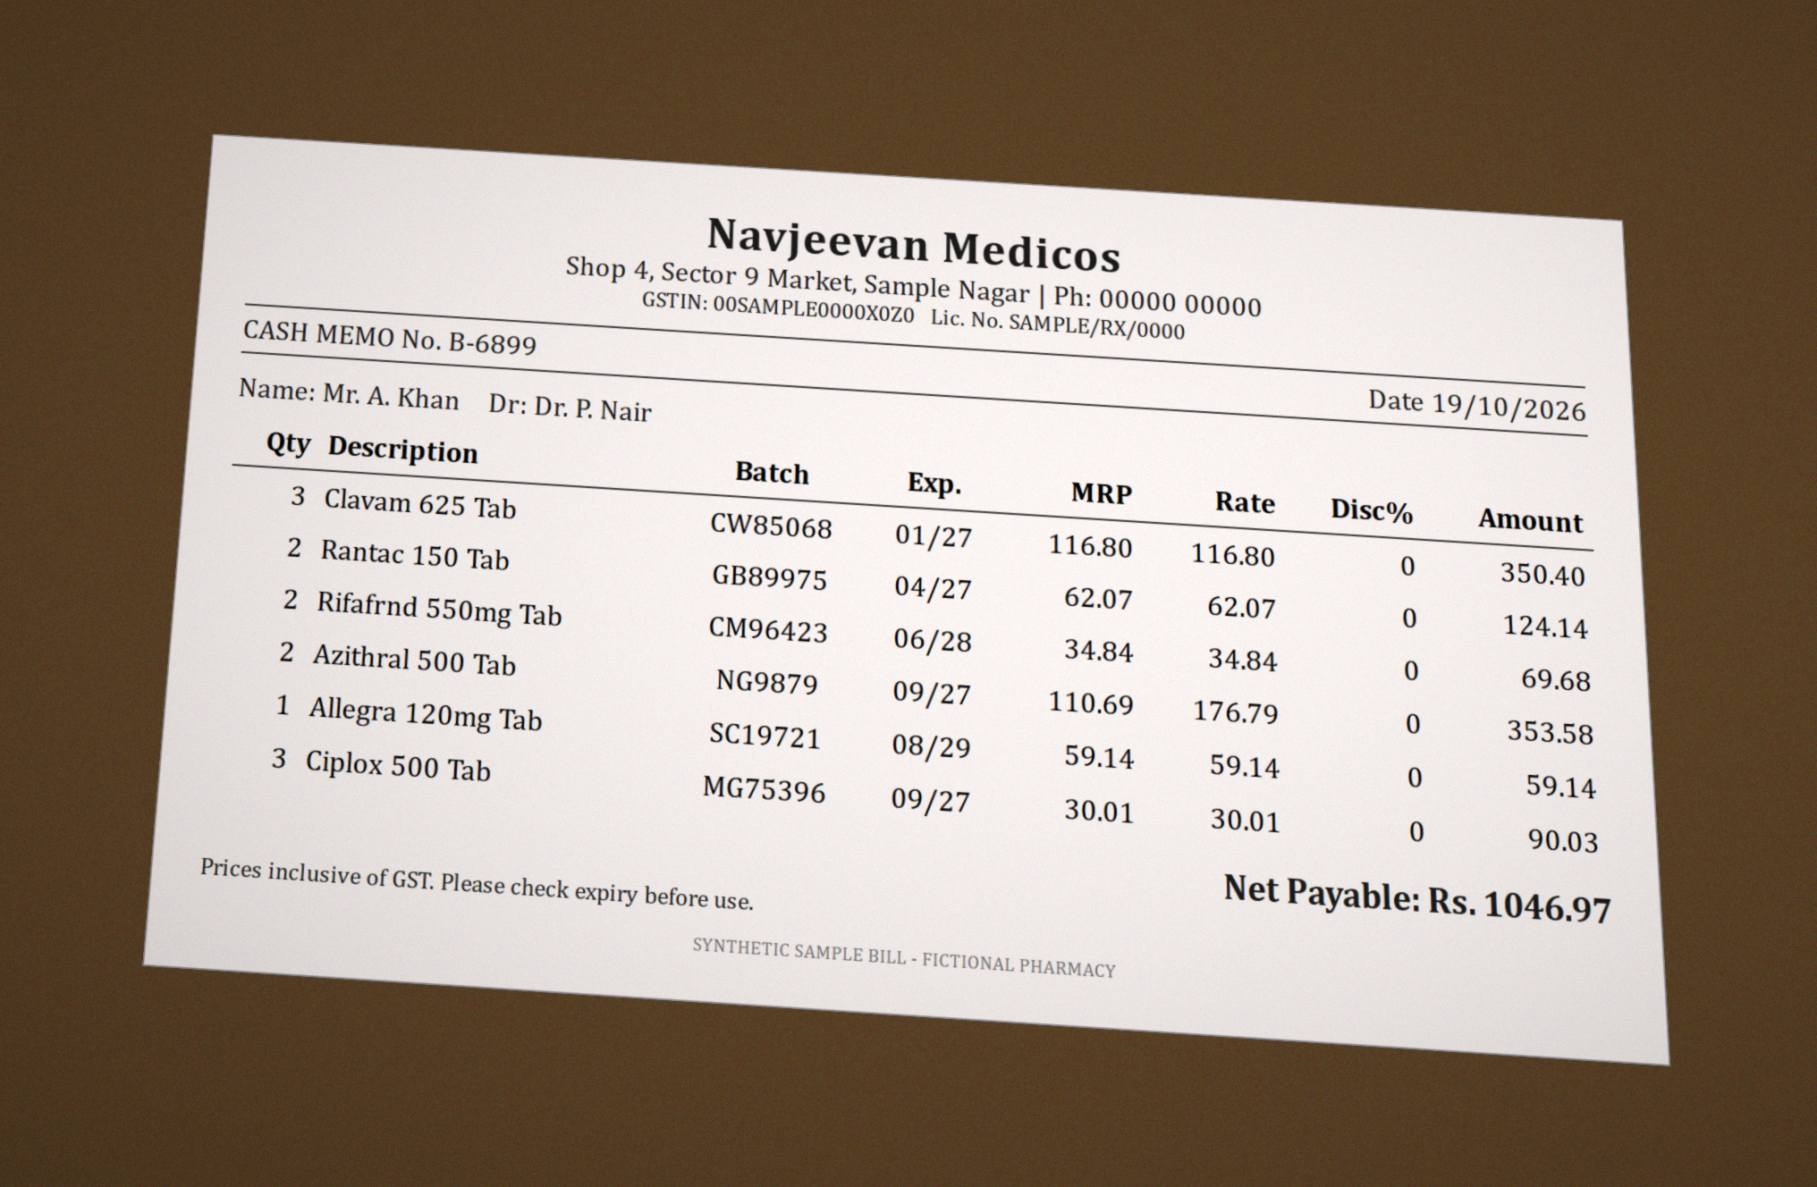 Navjeevan Medicos
Shop 4, Sector 9 Market, Sample Nagar | Ph: 00000 00000
GSTIN: 00SAMPLE0000X0Z0 Lic. No. SAMPLE/RX/0000
CASH MEMO No. B-6899 Date 19/10/2026
Name: Mr. A. Khan Dr: Dr. P. Nair
Qty Description Batch Exp. MRP Rate Disc% Amount
3 Clavam 625 Tab CW85068 01/27 116.80 116.80 0 350.40
2 Rantac 150 Tab GB89975 04/27 62.07 62.07 0 124.14
2 Rifafrnd 550mg Tab CM96423 06/28 34.84 34.84 0 69.68
2 Azithral 500 Tab NG9879 09/27 110.69 176.79 0 353.58
1 Allegra 120mg Tab SC19721 08/29 59.14 59.14 0 59.14
3 Ciplox 500 Tab MG75396 09/27 30.01 30.01 0 90.03
Net Payable: Rs. 1046.97
Prices inclusive of GST. Please check expiry before use.
SYNTHETIC SAMPLE BILL - FICTIONAL PHARMACY